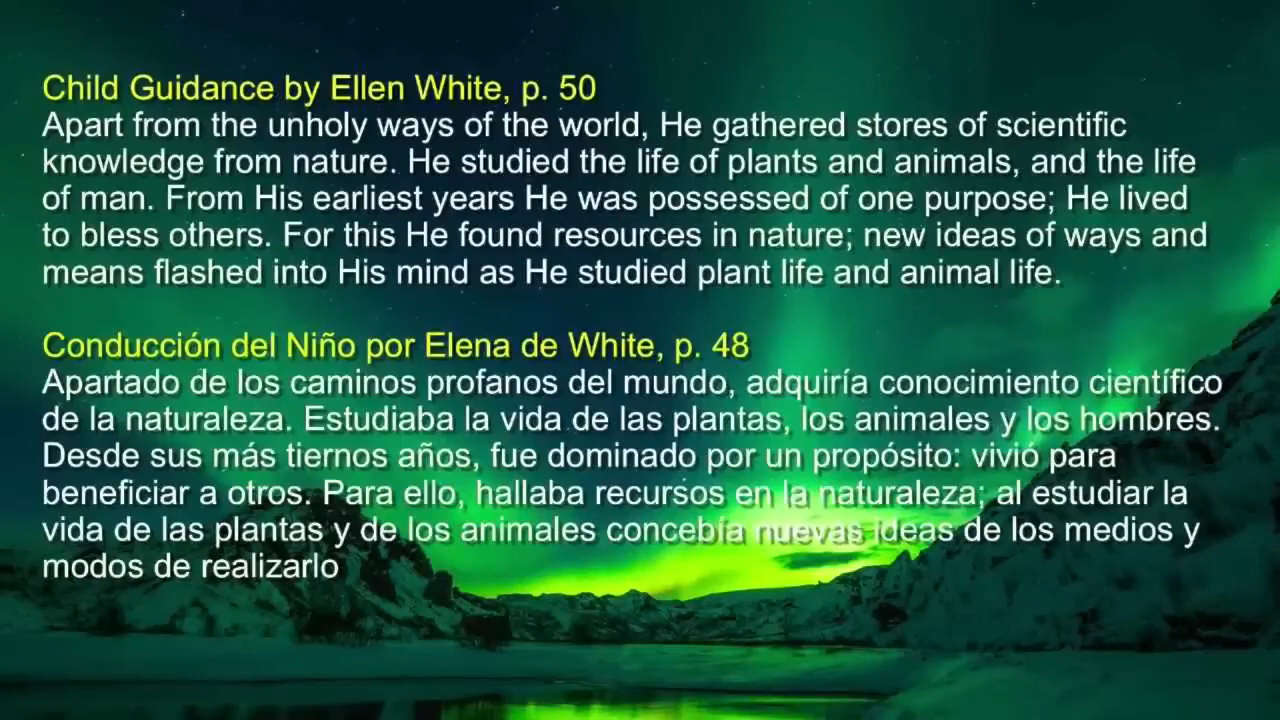 Child Guidance by Ellen White, p. 50
Apart from the unholy ways of the world, He gathered stores of scientific
knowledge from nature. He studied the life of plants and animals, and the life
of man. From His earliest years He was possessed of one purpose; He lived
to bless others. For this He found resources in nature; new ideas of ways and
means flashed into His mind as He studied plant life and animal life.
Conducción del Niño por Elena de White, p. 48
Apartado de los caminos profanos del mundo, adquiría conocimiento científico
de la naturaleza. Estudiaba la vida de las plantas, los animales y los hombres.
Desde sus más tiernos años, fue dominado por un propósito: vivió para
beneficiar a otros. Para ello, hallaba recursos en la naturaleza; al estudiar la
vida de las plantas y de los animales concebía nuevas ideas de los medios y
modos de realizarlo